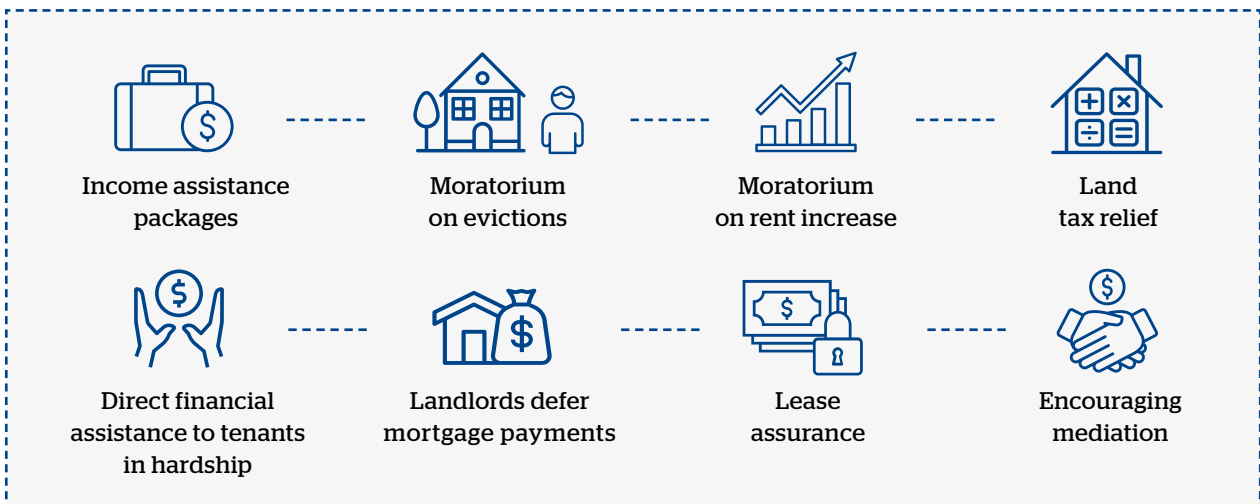 $
Income assistance
packages
Moratorium
on evictions
Moratorium
on rent increase
+ ×
÷ =
Land
tax relief
$
Direct financial
assistance to tenants
in hardship
$
Landlords defer
mortgage payments
$
Lease
assurance
$
Encouraging
mediation